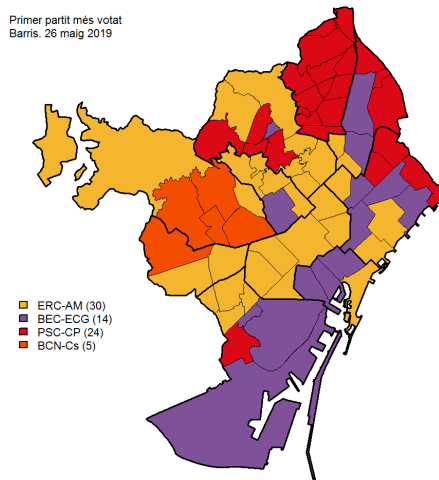 Primer partit més votat
Barris. 26 maig 2019
ERC-AM (30)
BEC-ECG (14)
PSC-CP (24)
BCN-Cs (5)